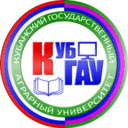 КУБАНСКИЙ ГОСУДАРСТВЕННЫЙ
АГРАРНЫЙ УНИВЕРСИТЕТ
КУБ
ГАУ